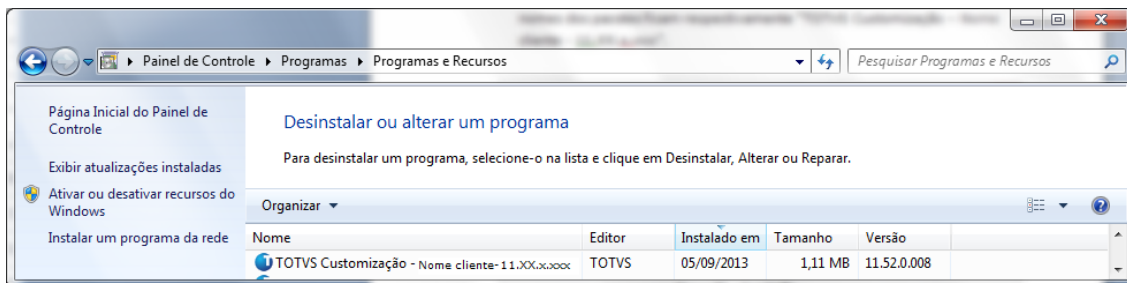 Painel de Controle ▸ Programas ▸ Programas e Recursos
Pesquisar Programas e Recursos
Página Inicial do Painel de
Controle
Exibir atualizações instaladas
Ativar ou desativar recursos do
Windows
Instalar um programa da rede
Desinstalar ou alterar um programa
Para desinstalar um programa, selecione-o na lista e clique em Desinstalar, Alterar ou Reparar.
Organizar
Nome Editor Instalado em Tamanho Versão
TOTVS Customização - Nome cliente-11.XX.x.xxx TOTVS 05/09/2013 1,11 MB 11.52.0.008